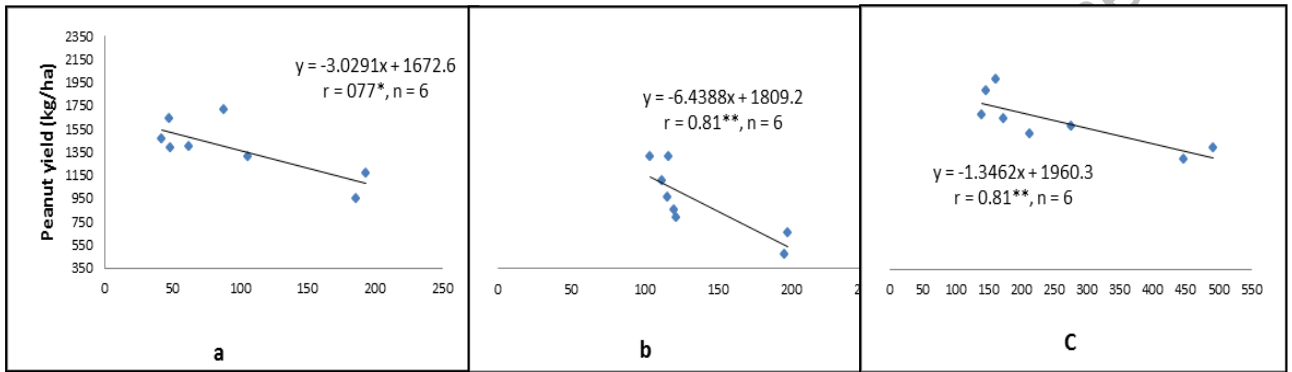 Peanut yield (kg/ha)
2350
2150
1950
1750
1550
1350
1150
950
750
550
350
0 50 100 150 200 250
y = -3.0291x + 1672.6
r = 077*, n = 6
a
y = -6.4388x + 1809.2
r = 0.81**, n = 6
0 50 100 150 200
b
y = -1.3462x + 1960.3
r = 0.81**, n = 6
0 50 100 150 200 250 300 350 400 450 500 550
C